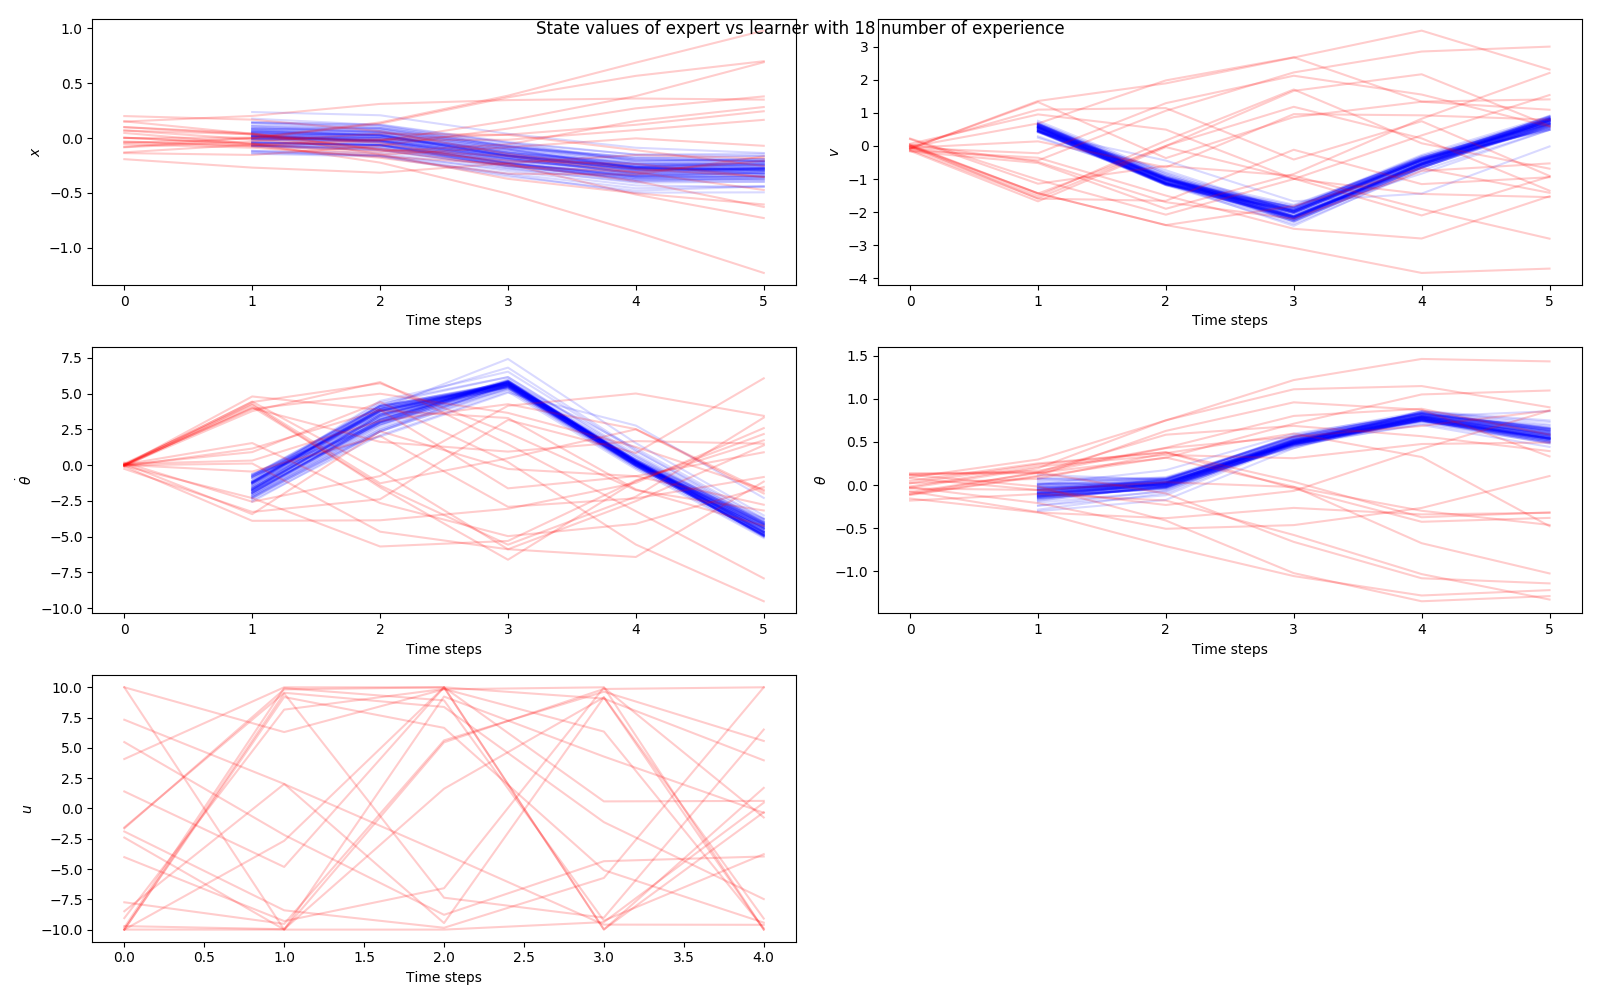 State values of expert vs learner with 18 number of experience
1.0
0.5
0.0
−0.5
−1.0
x
0 1 2 3 4 5
Time steps
3
2
1
0
−1
−2
−3
−4
v
0 1 2 3 4 5
Time steps
7.5
5.0
2.5
0.0
−2.5
−5.0
−7.5
−10.0
θ̇
0 1 2 3 4 5
Time steps
1.5
1.0
0.5
0.0
−0.5
−1.0
θ
0 1 2 3 4 5
Time steps
10.0
7.5
5.0
2.5
0.0
−2.5
−5.0
−7.5
−10.0
u
0.0 0.5 1.0 1.5 2.0 2.5 3.0 3.5 4.0
Time steps